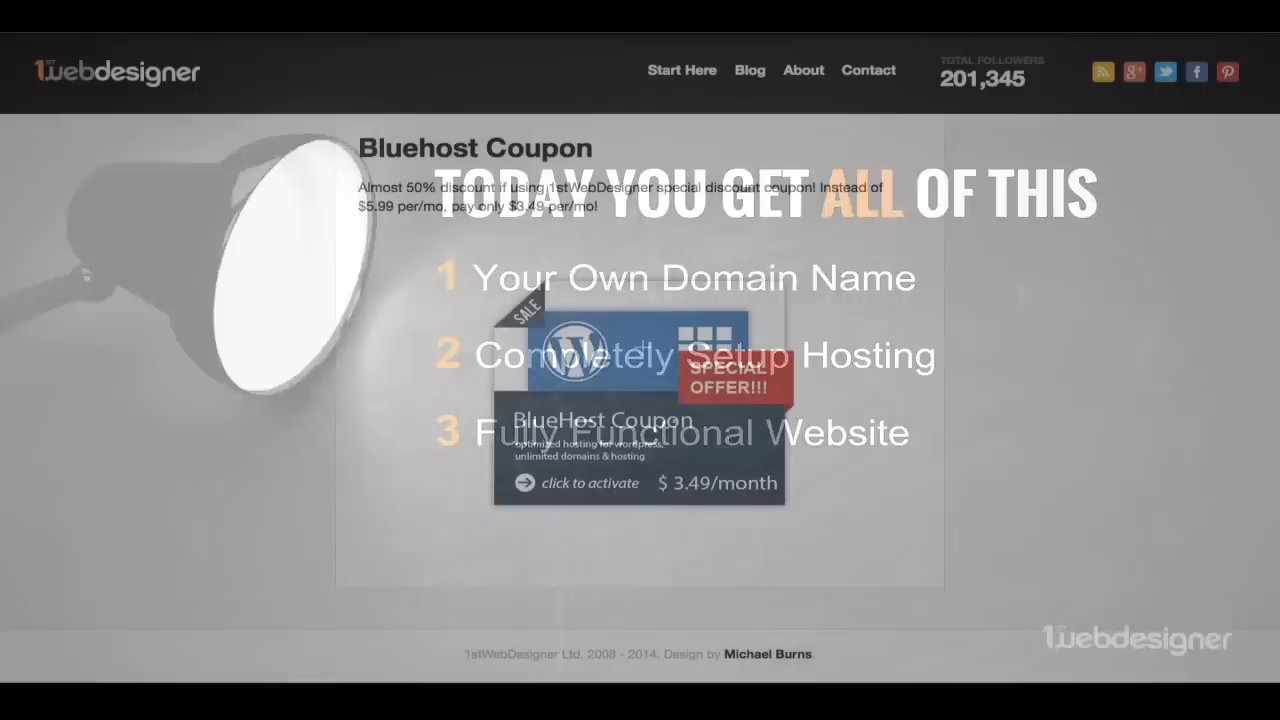 1stwebdesigner
Start Here Blog About Contact
TOTAL FOLLOWERS
201,345
Bluehost Coupon
Almost 50% discount if using 1stWebDesigner special discount coupon! Instead of
$5.99 per/mo, pay only $3.49 per/mo!
TODAY YOU GET ALL OF THIS
1 Your Own Domain Name
2 Completely Setup Hosting
3 Fully Functional Website
SALE
SPECIAL
OFFER!!!
BlueHost Coupon
optimized hosting for wordpress,
unlimited domains & hosting
click to activate $ 3.49/month
1stwebdesigner
1stWebDesigner Ltd. 2008 - 2014. Design by Michael Burns.